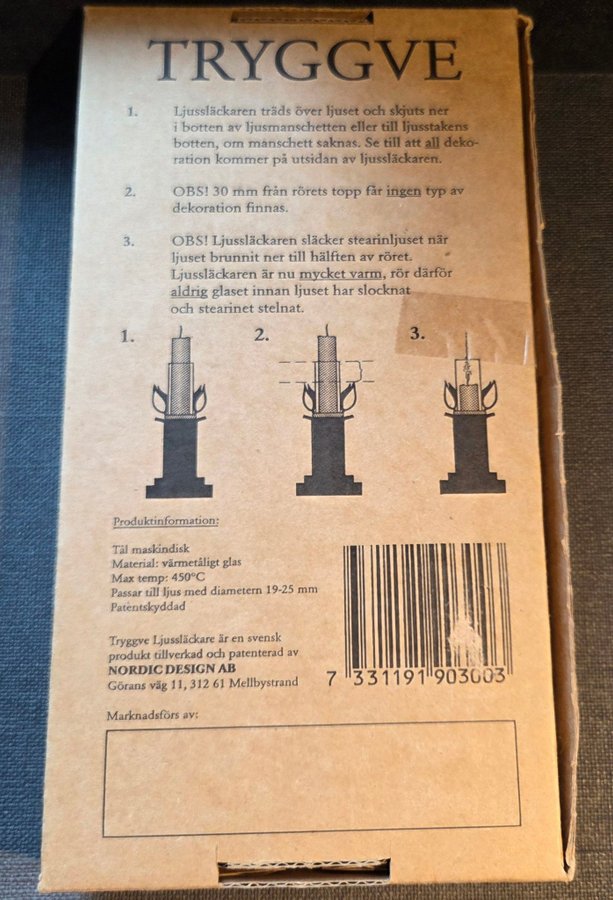 TRYGGVE
1. Ljussläckaren träds över ljuset och skjuts ner
i botten av ljusmanschetten eller till ljusstakens
botten, om manschett saknas. Se till att all deko-
ration kommer på utsidan av ljussläckaren.
2. OBS! 30 mm från rörets topp får ingen typ av
dekoration finnas.
3. OBS! Ljussläckaren släcker stearinljuset när
ljuset brunnit ner till hälften av röret.
Ljussläckaren är nu mycket varm, rör därför
aldrig glaset innan ljuset har slocknat
och stearinet stelnat.
1. 2. 3.
Produktinformation:
Tål maskindisk
Material: värmetåligt glas
Max temp: 450°C
Passar till ljus med diametern 19-25 mm
Patentskyddad
Tryggve Ljussläckare är en svensk
produkt tillverkad och patenterad av
NORDIC DESIGN AB
Görans väg 11, 312 61 Mellbystrand
7 331191 903003
Marknadsförs av: